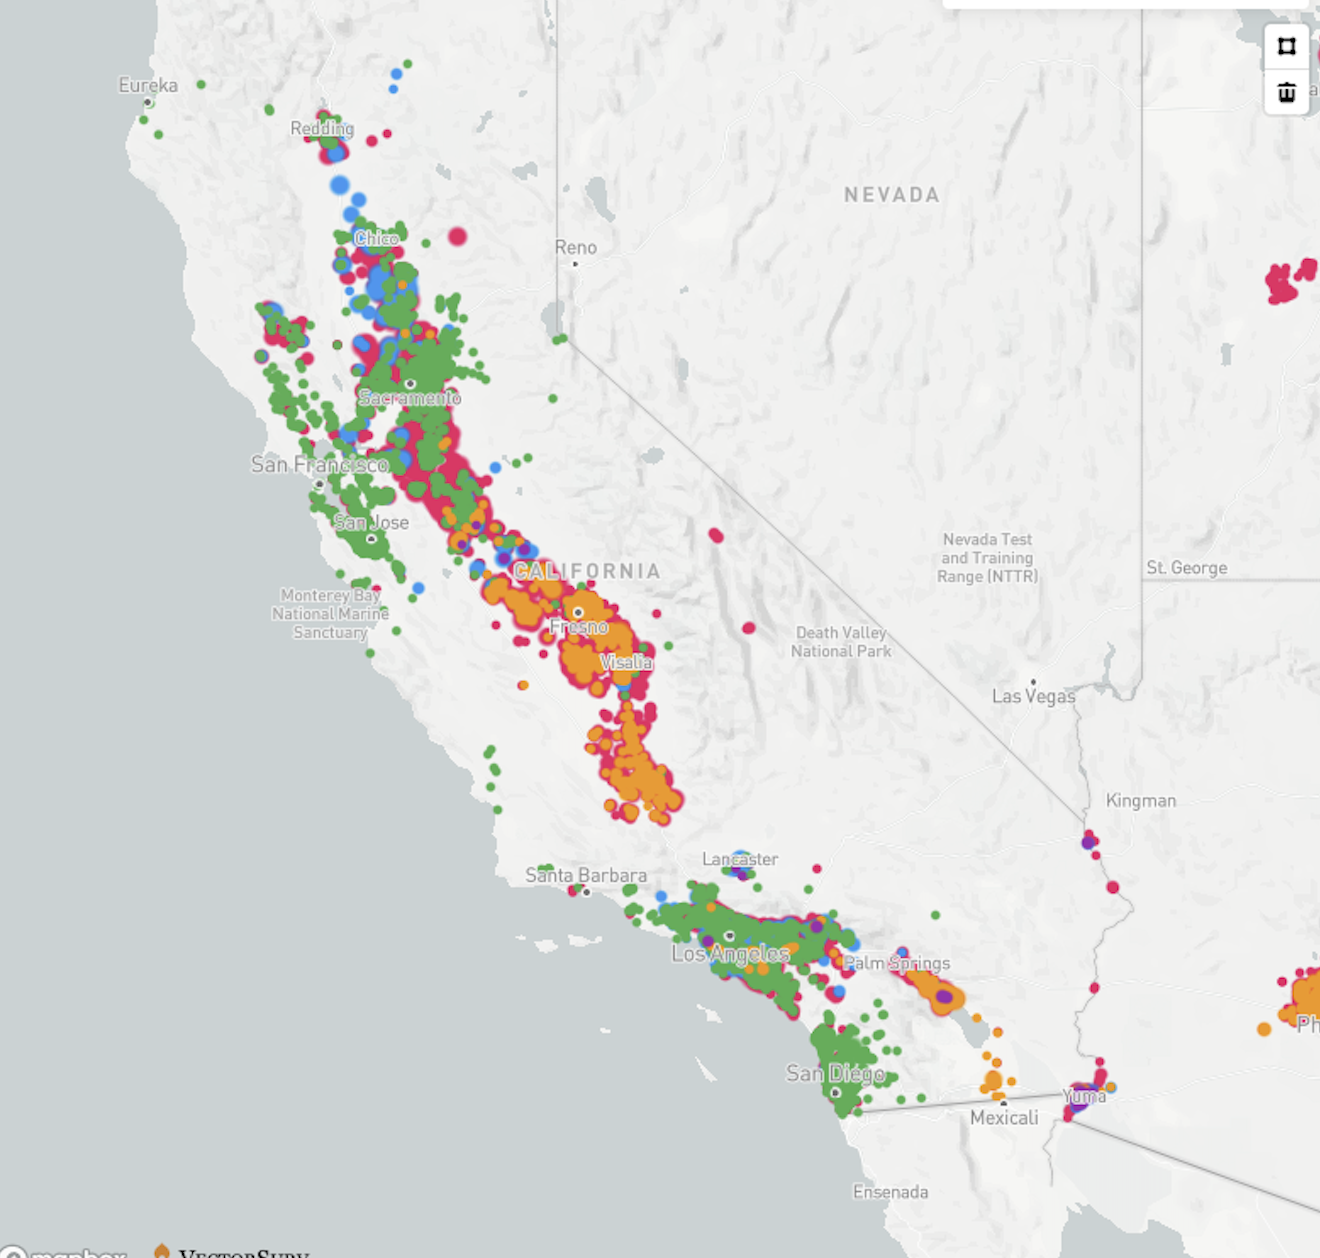 Eureka
Redding
NEVADA
Chico
Reno
Sacramento
San Francisco
San Jose
Nevada Test
and Training
Range (NTTR)
St. George
CALIFORNIA
Monterey Bay
National Marine
Sanctuary
Fresno
Death Valley
National Park
Visalia
Las Vegas
Kingman
Lancaster
Santa Barbara
Los Angeles
Palm Springs
Ph
San Diego
Yuma
Mexicali
Ensenada
mapbox
VECTORSURV